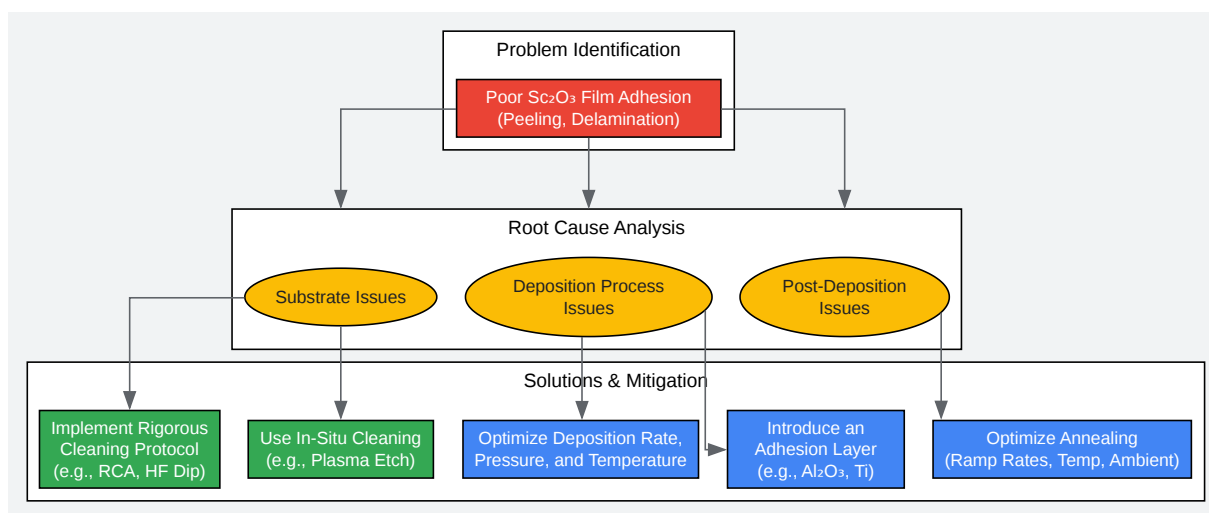 Problem Identification
Poor Sc₂O₃ Film Adhesion
(Peeling, Delamination)
Root Cause Analysis
Substrate Issues
Deposition Process
Issues
Post-Deposition
Issues
Solutions & Mitigation
Implement Rigorous
Cleaning Protocol
(e.g., RCA, HF Dip)
Use In-Situ Cleaning
(e.g., Plasma Etch)
Optimize Deposition Rate,
Pressure, and Temperature
Introduce an
Adhesion Layer
(e.g., Al₂O₃, Ti)
Optimize Annealing
(Ramp Rates, Temp, Ambient)